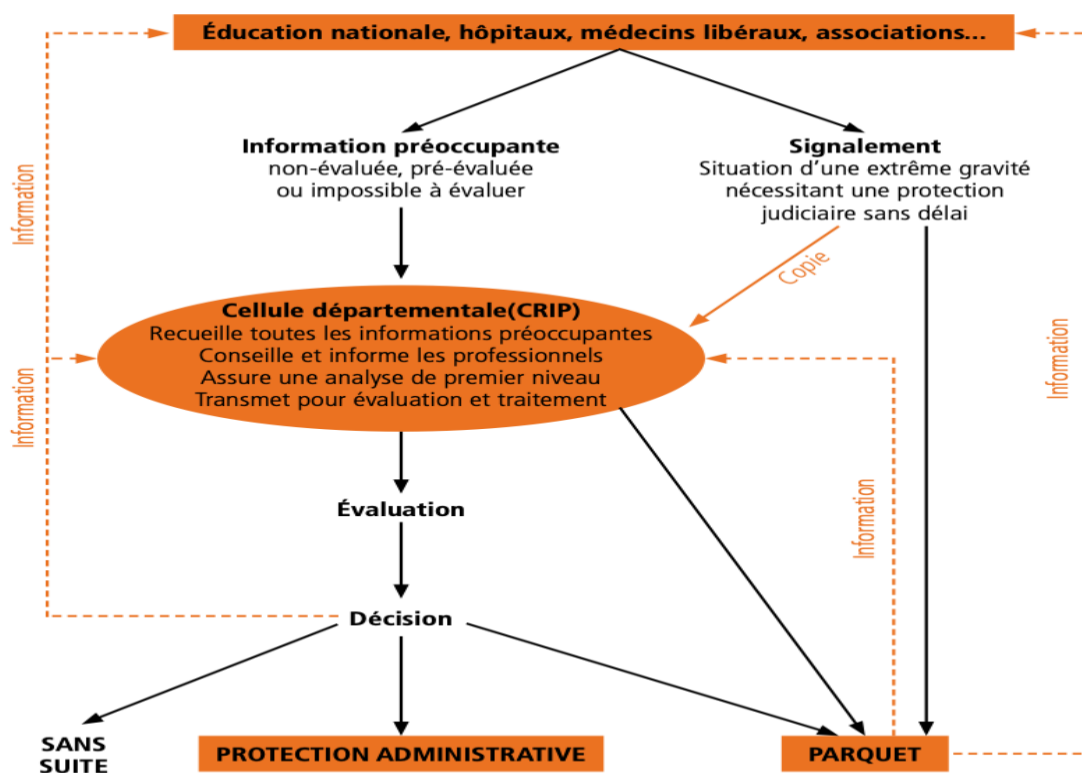 Éducation nationale, hôpitaux, médecins libéraux, associations...
Information préoccupante
non-évaluée, pré-évaluée
ou impossible à évaluer
Signalement
Situation d'une extrême gravité
nécessitant une protection
judiciaire sans délai
Information
Copie
Cellule départementale(CRIP)
Recueille toutes les informations préoccupantes
Conseille et informe les professionnels
Assure une analyse de premier niveau
Transmet pour évaluation et traitement
Information
Information
Évaluation
Information
Décision
SANS
SUITE
PROTECTION ADMINISTRATIVE
PARQUET